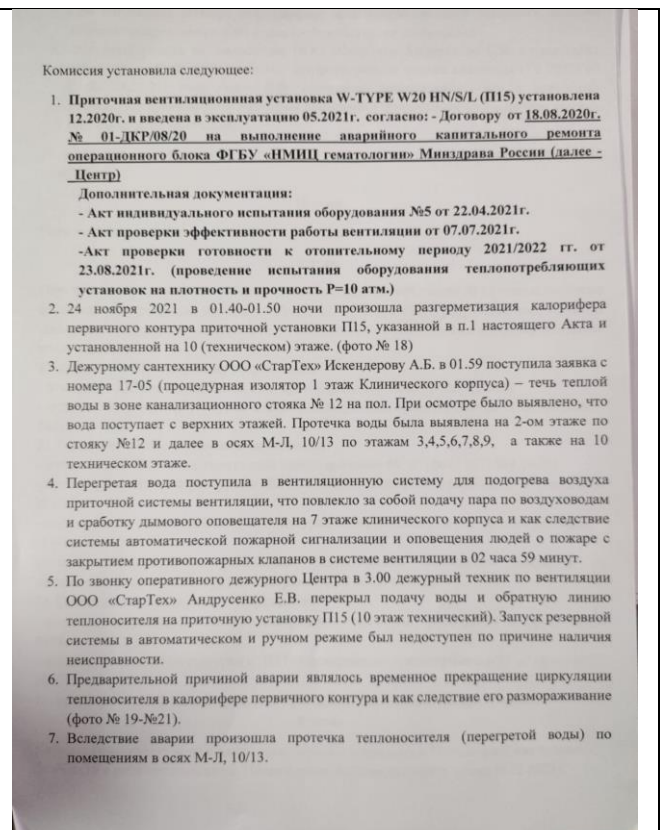 Комиссия установила следующее:
1. Приточная вентиляционнная установка W-TYPE W20 HN/S/L (П15) установлена
12.2020г. и введена в эксплуатацию 05.2021г. согласно: - Договору от 18.08.2020г.
№ 01-ДКР/08/20 на выполнение аварийного капитального ремонта
операционного блока ФГБУ «НМИЦ гематологии» Минздрава России (далее -
Центр)
Дополнительная документация:
- Акт индивидуального испытания оборудования №5 от 22.04.2021г.
- Акт проверки эффективности работы вентиляции от 07.07.2021г.
-Акт проверки готовности к отопительному периоду 2021/2022 гг. от
23.08.2021г. (проведение испытания оборудования теплопотребляющих
установок на плотность и прочность Р=10 атм.)
2. 24 ноября 2021 в 01.40-01.50 ночи произошла разгерметизация калорифера
первичного контура приточной установки П15, указанной в п.1 настоящего Акта и
установленной на 10 (техническом) этаже. (фото № 18)
3. Дежурному сантехнику ООО «СтарТех» Искендерову А.Б. в 01.59 поступила заявка с
номера 17-05 (процедурная изолятор 1 этаж Клинического корпуса) – течь теплой
воды в зоне канализационного стояка № 12 на пол. При осмотре было выявлено, что
вода поступает с верхних этажей. Протечка воды была выявлена на 2-ом этаже по
стояку №12 и далее в осях М-Л, 10/13 по этажам 3,4,5,6,7,8,9, а также на 10
техническом этаже.
4. Перегретая вода поступила в вентиляционную систему для подогрева воздуха
приточной системы вентиляции, что повлекло за собой подачу пара по воздуховодам
и сработку дымового оповещателя на 7 этаже клинического корпуса и как следствие
системы автоматической пожарной сигнализации и оповещения людей о пожаре с
закрытием противопожарных клапанов в системе вентиляции в 02 часа 59 минут.
5. По звонку оперативного дежурного Центра в 3.00 дежурный техник по вентиляции
ООО «СтарТех» Андрусенко Е.В. перекрыл подачу воды и обратную линию
теплоносителя на приточную установку П15 (10 этаж технический). Запуск резервной
системы в автоматическом и ручном режиме был недоступен по причине наличия
неисправности.
6. Предварительной причиной аварии являлось временное прекращение циркуляции
теплоносителя в калорифере первичного контура и как следствие его размораживание
(фото № 19-№21).
7. Вследствие аварии произошла протечка теплоносителя (перегретой воды) по
помещениям в осях М-Л, 10/13.